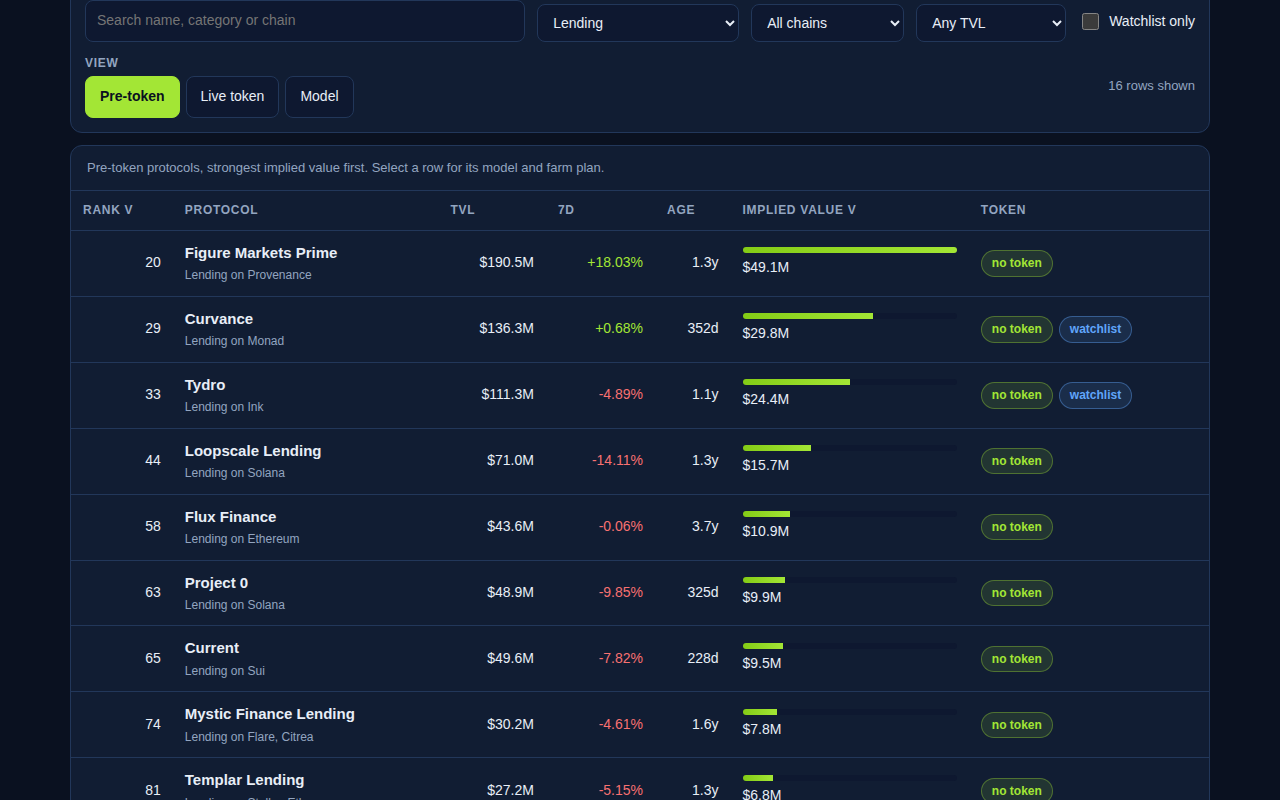 Search name, category or chain
Lending
All chains
Any TVL
Watchlist only
VIEW
Pre-token
Live token
Model
16 rows shown
Pre-token protocols, strongest implied value first. Select a row for its model and farm plan.
RANK V PROTOCOL TVL 7D AGE IMPLIED VALUE V TOKEN
20 Figure Markets Prime $190.5M +18.03% 1.3y $49.1M no token
Lending on Provenance
29 Curvance $136.3M +0.68% 352d $29.8M no token watchlist
Lending on Monad
33 Tydro $111.3M -4.89% 1.1y $24.4M no token watchlist
Lending on Ink
44 Loopscale Lending $71.0M -14.11% 1.3y $15.7M no token
Lending on Solana
58 Flux Finance $43.6M -0.06% 3.7y $10.9M no token
Lending on Ethereum
63 Project 0 $48.9M -9.85% 325d $9.9M no token
Lending on Solana
65 Current $49.6M -7.82% 228d $9.5M no token
Lending on Sui
74 Mystic Finance Lending $30.2M -4.61% 1.6y $7.8M no token
Lending on Flare, Citrea
81 Templar Lending $27.2M -5.15% 1.3y $6.8M no token